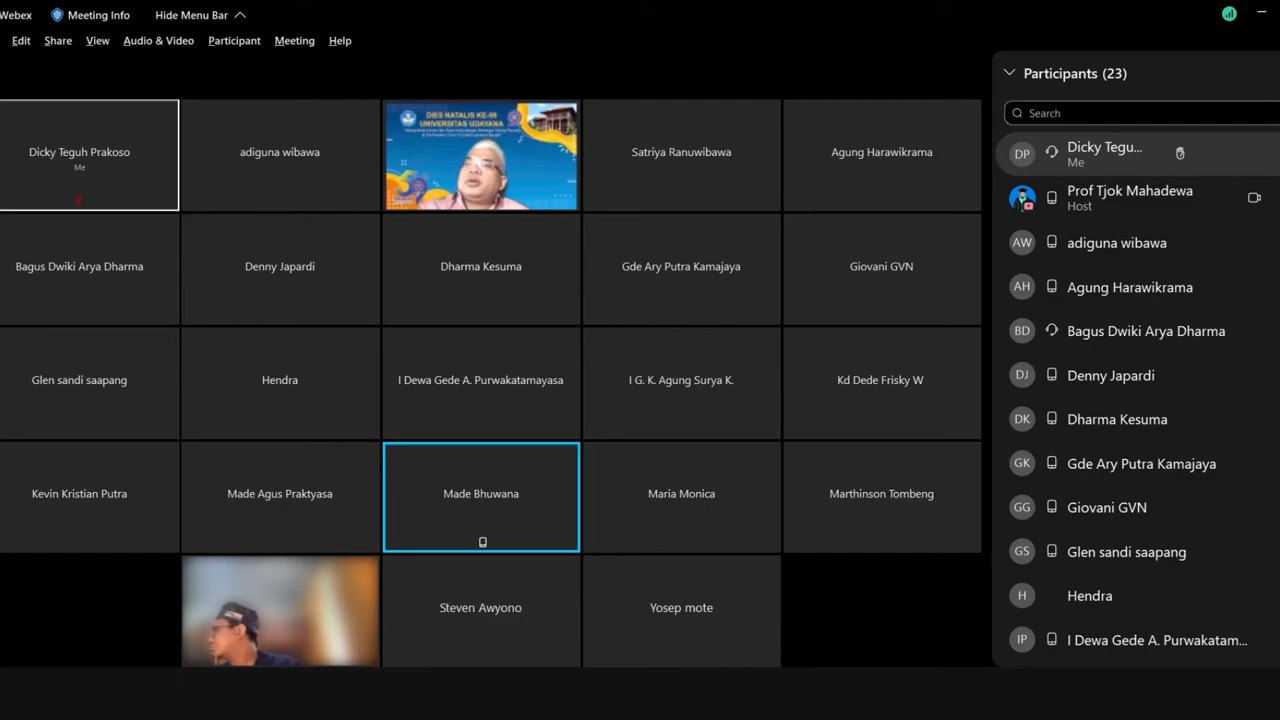 Webex
Meeting Info
Hide Menu Bar
Edit
Share
View
Audio & Video
Participant
Meeting
Help
Dicky Teguh Prakoso
Me
adiguna wibawa
DIES NATALIS KE-59
UNIVERSITAS UDAYANA
Satriya Ranuwibawa
Agung Harawikrama
Bagus Dwiki Arya Dharma
Denny Japardi
Dharma Kesuma
Gde Ary Putra Kamajaya
Giovani GVN
Glen sandi saapang
Hendra
I Dewa Gede A. Purwakatamayasa
I G. K. Agung Surya K.
Kd Dede Frisky W
Kevin Kristian Putra
Made Agus Praktyasa
Made Bhuwana
Maria Monica
Marthinson Tombeng
Steven Awyono
Yosep mote
Participants (23)
Search
DP
Dicky Tegu...
Me
Prof Tjok Mahadewa
Host
AW
adiguna wibawa
AH
Agung Harawikrama
BD
Bagus Dwiki Arya Dharma
DJ
Denny Japardi
DK
Dharma Kesuma
GK
Gde Ary Putra Kamajaya
GG
Giovani GVN
GS
Glen sandi saapang
H
Hendra
IP
I Dewa Gede A. Purwakatam...